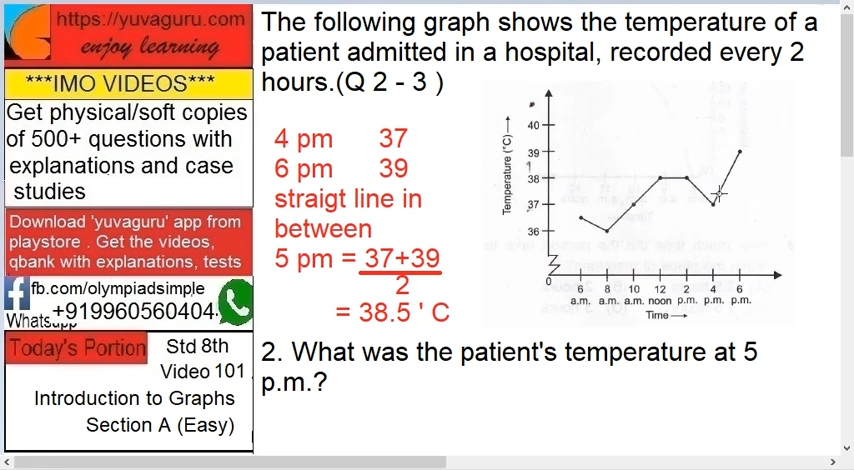 https://yuvaguru.com
enjoy learning
***IMO VIDEOS***
Get physical/soft copies
of 500+ questions with
explanations and case
studies
Download 'yuvaguru' app from
playstore . Get the videos,
qbank with explanations, tests
fb.com/olympiadsimple
+919960560404
Whatsupp
Today's Portion
Std 8th
Video 101
Introduction to Graphs
Section A (Easy)
The following graph shows the temperature of a
patient admitted in a hospital, recorded every 2
hours.(Q 2 - 3 )
4 pm 37
6 pm 39
straigt line in
between
5 pm = 37+39
2
= 38.5 ' C
Temperature (°C)
40
39
38
37
36
0
6 8 10 12 2 4 6
a.m. a.m. a.m. noon p.m. p.m. p.m.
Time
2. What was the patient's temperature at 5
p.m.?